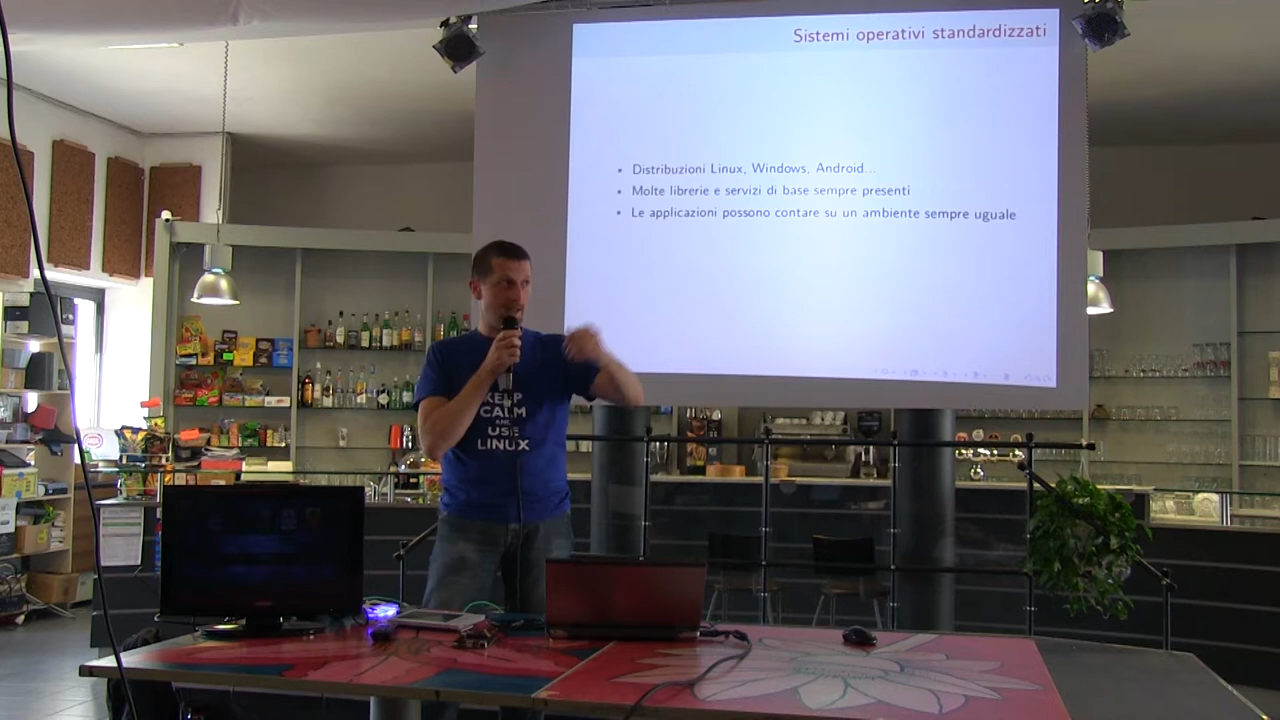 Sistemi operativi standardizzati
Distribuzioni Linux, Windows, Android...
Molte librerie e servizi di base sempre presenti
Le applicazioni possono contare su un ambiente sempre uguale
KEEP
CALM
AND
USE
LINUX